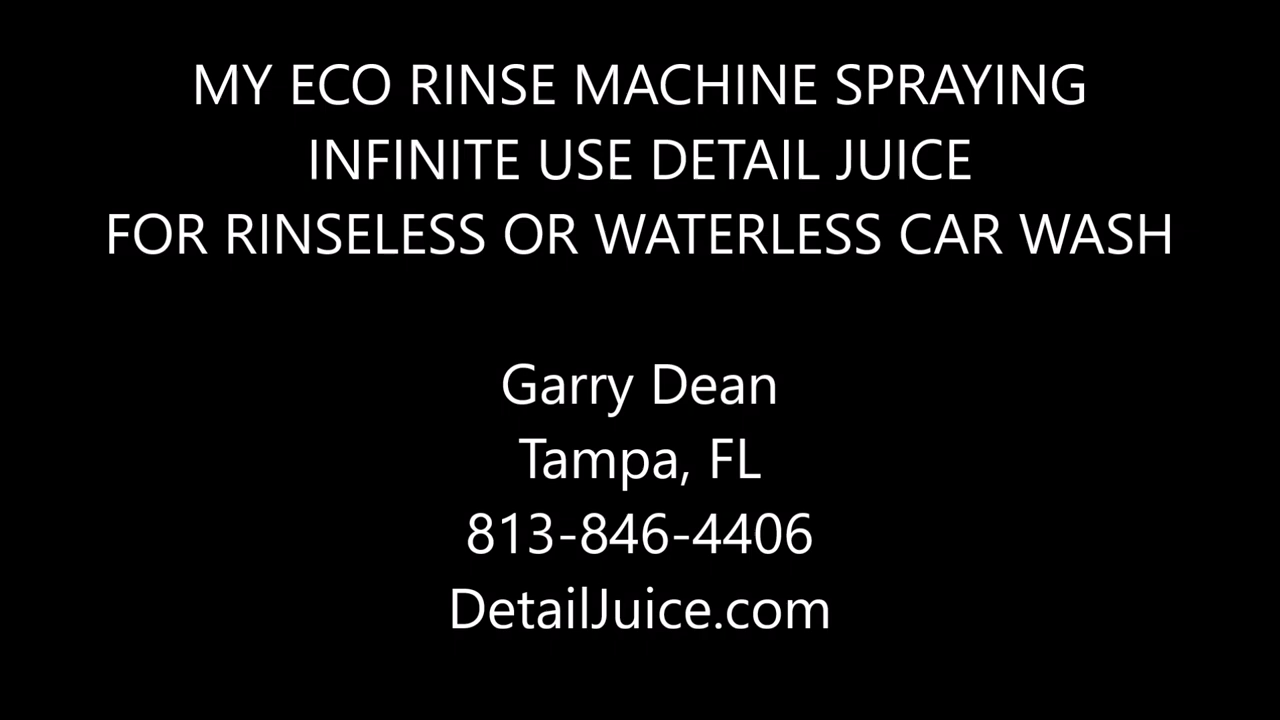 MY ECO RINSE MACHINE SPRAYING
INFINITE USE DETAIL JUICE
FOR RINSELESS OR WATERLESS CAR WASH
Garry Dean
Tampa, FL
813-846-4406
DetailJuice.com